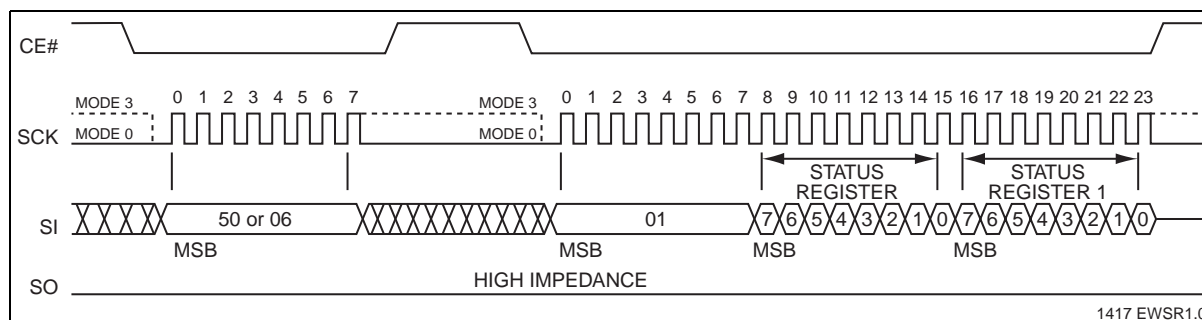 CE#
MODE 3
0 1 2 3 4 5 6 7
MODE 3
0 1 2 3 4 5 6 7 8 9 10 11 12 13 14 15 16 17 18 19 20 21 22 23
SCK
MODE 0
MODE 0
STATUS
REGISTER
STATUS
REGISTER 1
SI
50 or 06
01
7 6 5 4 3 2 1 0 7 6 5 4 3 2 1 0
MSB
MSB
MSB
MSB
HIGH IMPEDANCE
SO
1417 EWSR1.0